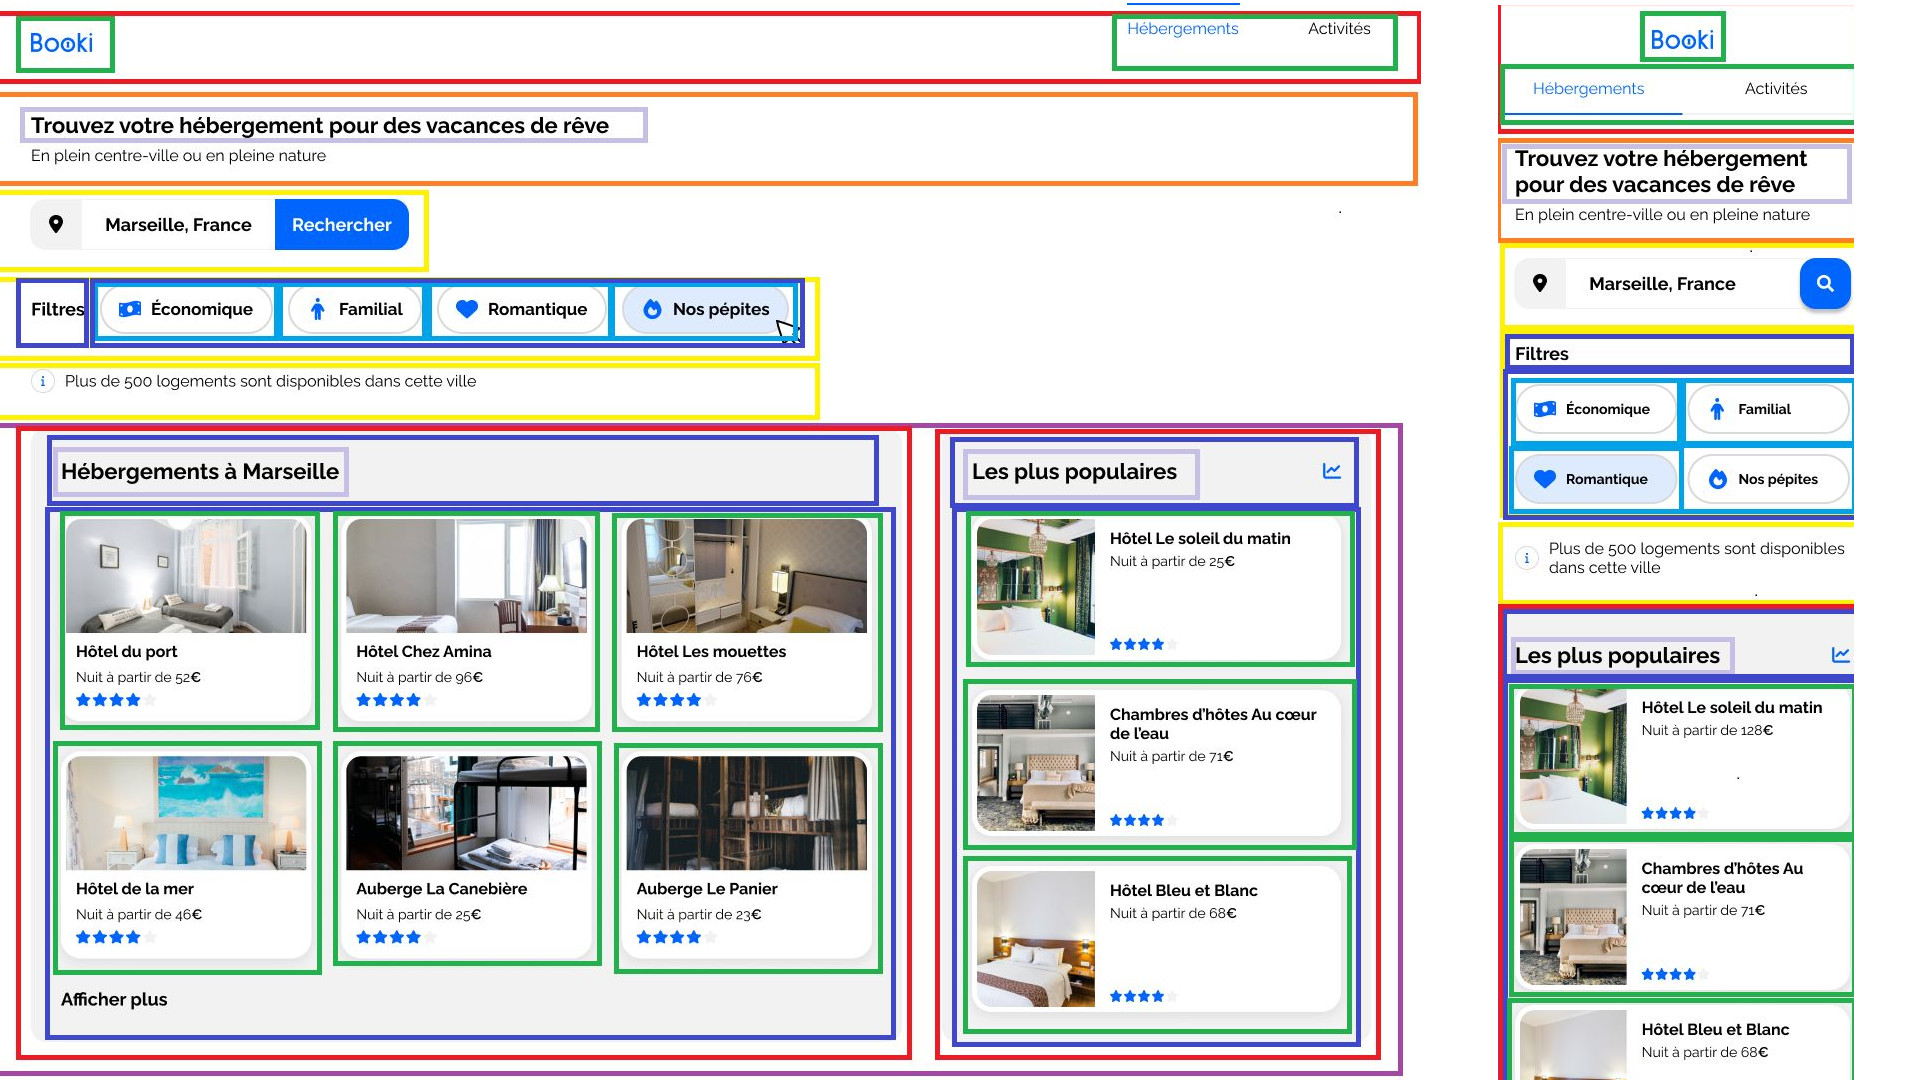 Booki
Hébergements
Activités
Trouvez votre hébergement pour des vacances de rêve
En plein centre-ville ou en pleine nature
Marseille, France
Rechercher
Filtres
Économique
Familial
Romantique
Nos pépites
Plus de 500 logements sont disponibles dans cette ville
Hébergements à Marseille
Hôtel du port
Nuit à partir de 52€
Hôtel Chez Amina
Nuit à partir de 96€
Hôtel Les mouettes
Nuit à partir de 76€
Hôtel de la mer
Nuit à partir de 46€
Auberge La Canebière
Nuit à partir de 25€
Auberge Le Panier
Nuit à partir de 23€
Afficher plus
Les plus populaires
Hôtel Le soleil du matin
Nuit à partir de 25€
Chambres d'hôtes Au cœur
de l'eau
Nuit à partir de 71€
Hôtel Bleu et Blanc
Nuit à partir de 68€
Booki
Hébergements
Activités
Trouvez votre hébergement
pour des vacances de rêve
En plein centre-ville ou en pleine nature
Marseille, France
Filtres
Économique
Familial
Romantique
Nos pépites
Plus de 500 logements sont disponibles
dans cette ville
Les plus populaires
Hôtel Le soleil du matin
Nuit à partir de 128€
Chambres d'hôtes Au
cœur de l'eau
Nuit à partir de 71€
Hôtel Bleu et Blanc
Nuit à partir de 68€